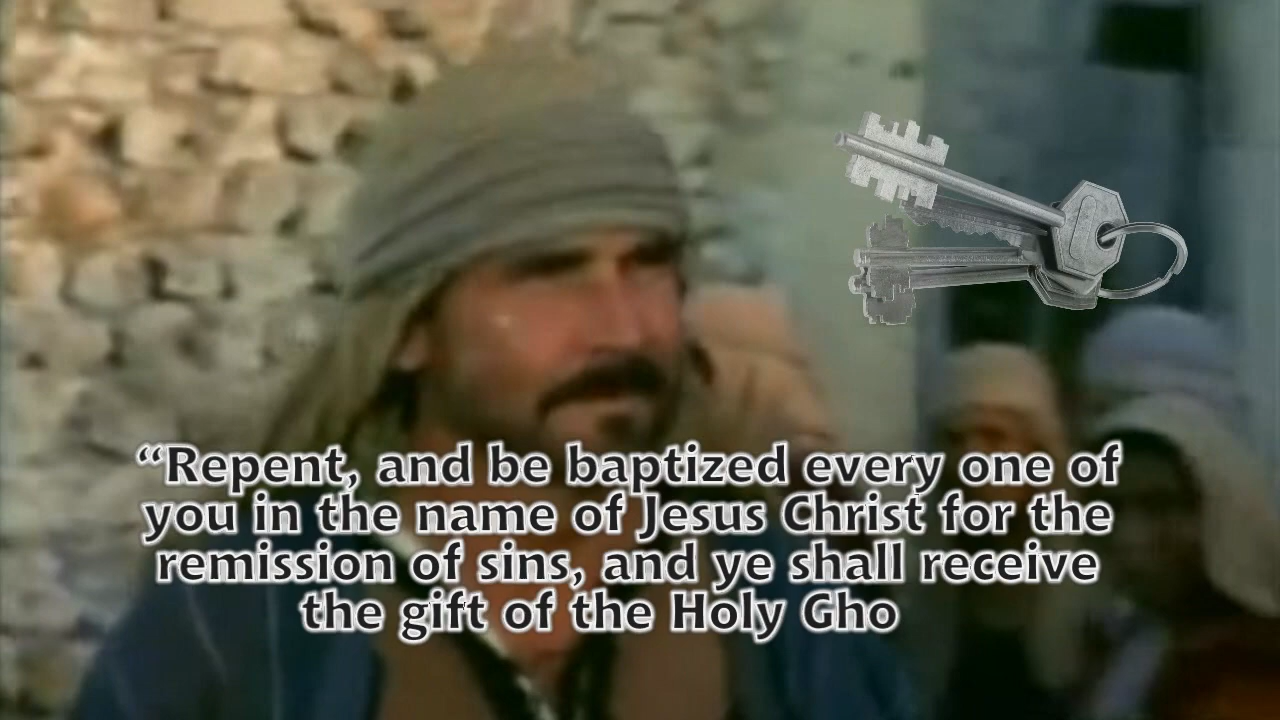 “Repent, and be baptized every one of
you in the name of Jesus Christ for the
remission of sins, and ye shall receive
the gift of the Holy Gho